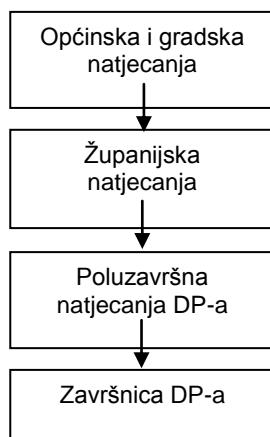 Općinska i gradska
natjecanja
Županijska
natjecanja
Poluzavršna
natjecanja DP-a
Završnica DP-a